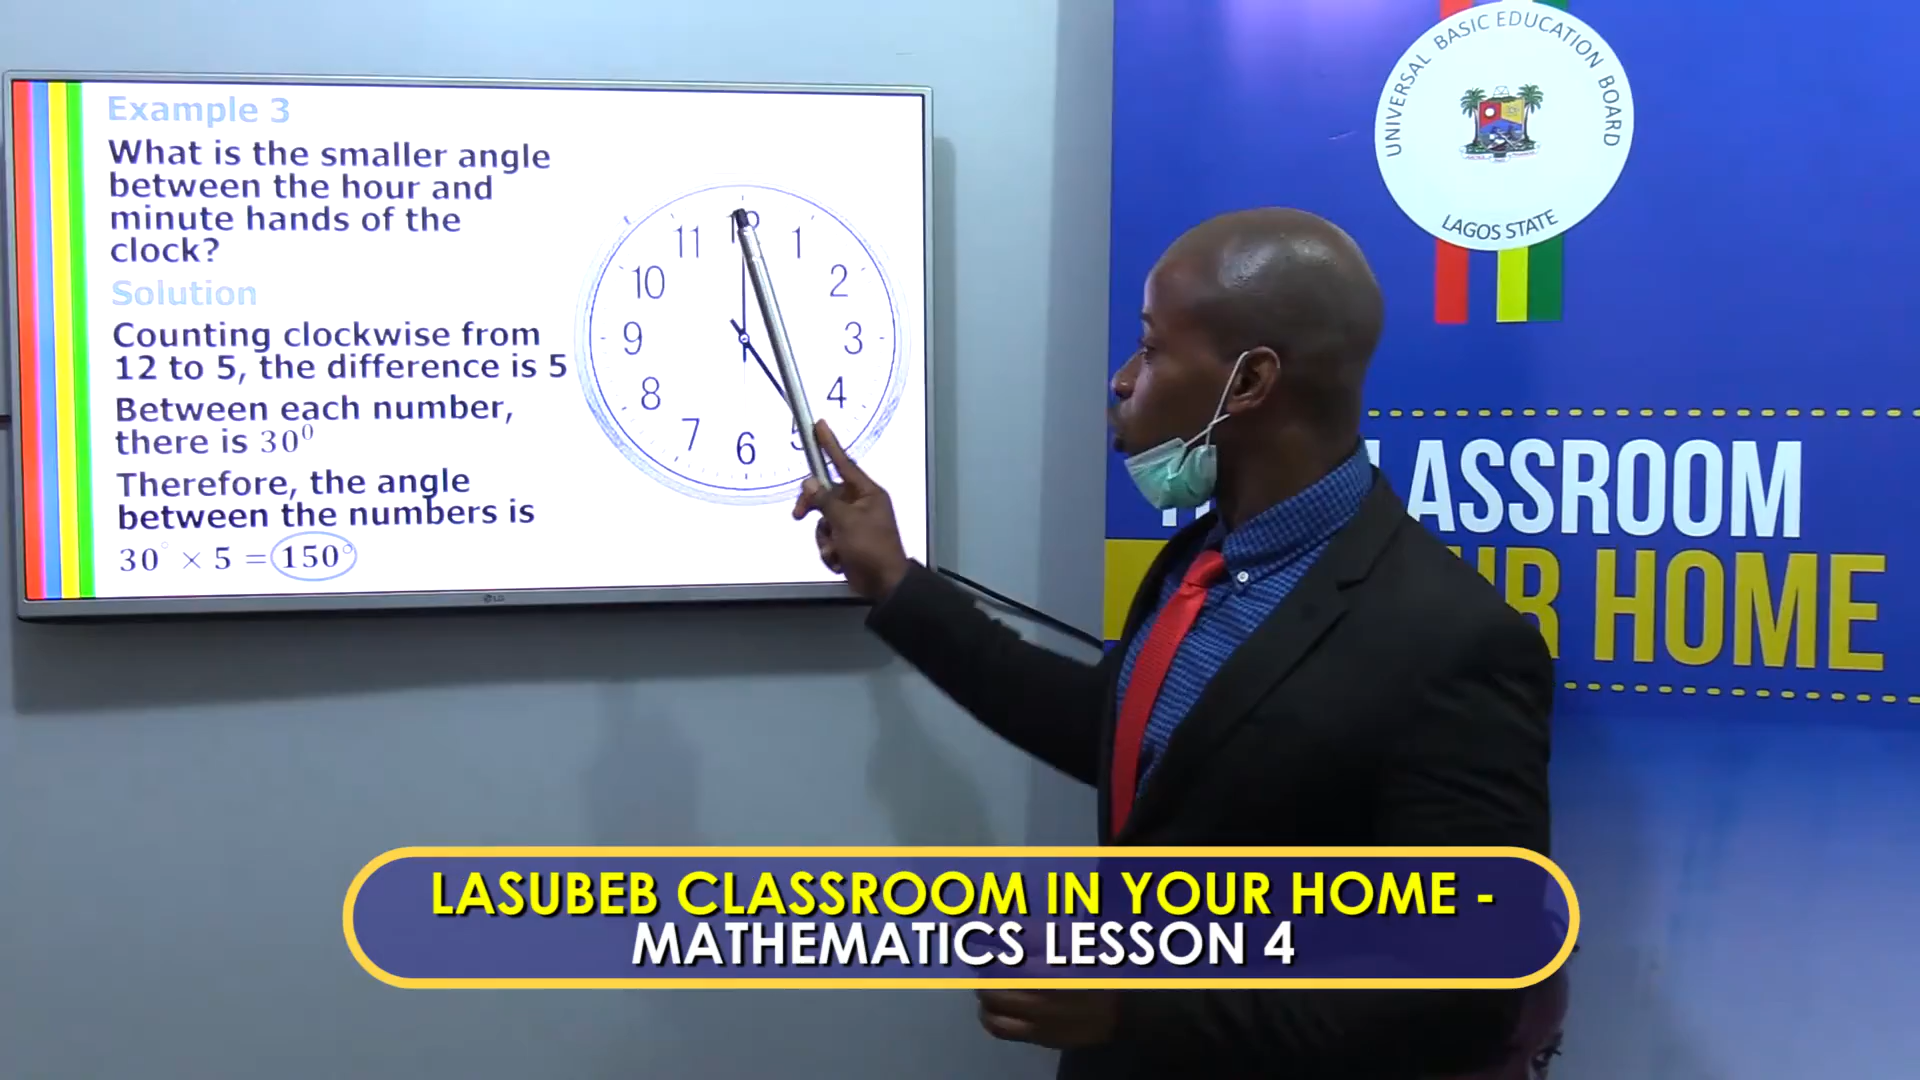 Example 3
What is the smaller angle
between the hour and
minute hands of the
clock?
Solution
Counting clockwise from
12 to 5, the difference is 5
Between each number,
there is 30⁰
Therefore, the angle
between the numbers is
30° × 5 = 150°
11
1
10
2
9
3
8
4
7
6
5
LG
UNIVERSAL BASIC EDUCATION BOARD
LAGOS STATE
ASSROOM
R HOME
LASUBEB CLASSROOM IN YOUR HOME -
MATHEMATICS LESSON 4